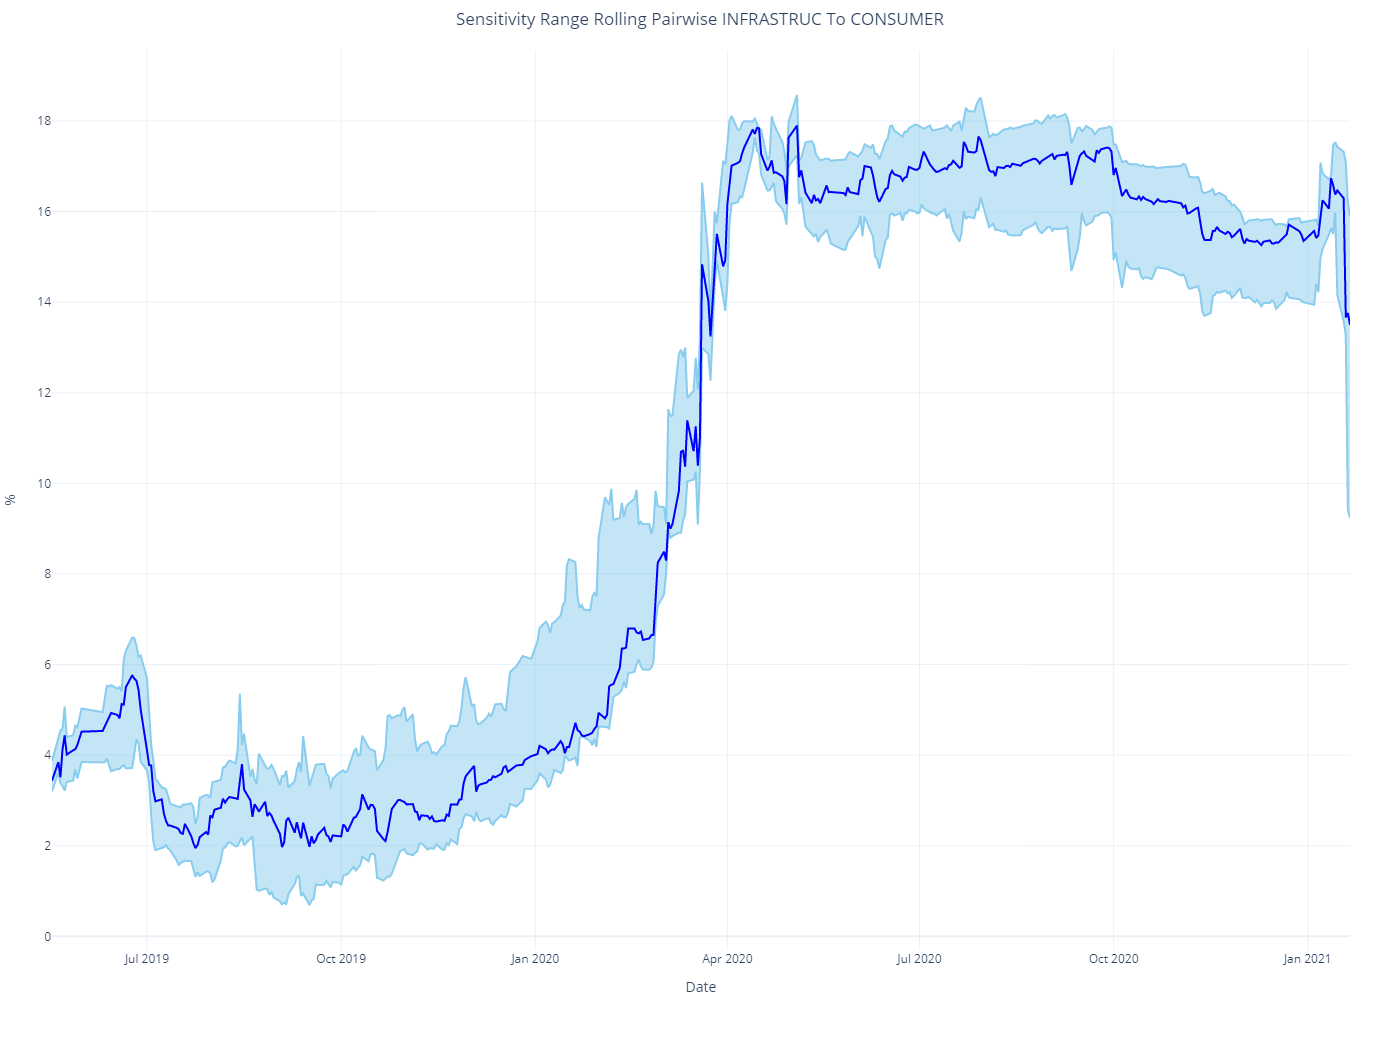 Sensitivity Range Rolling Pairwise INFRASTRUC To CONSUMER
18
16
14
12
10
8
6
4
2
0
%
Jul 2019
Oct 2019
Jan 2020
Apr 2020
Jul 2020
Oct 2020
Jan 2021
Date